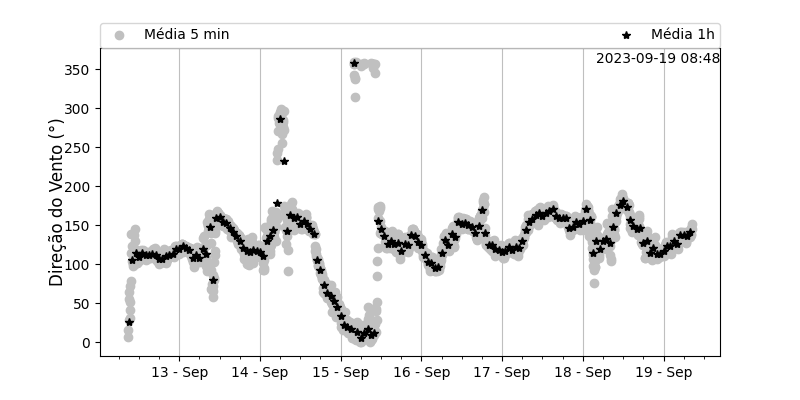 Média 5 min
Média 1h
2023-09-19 08:48
Direção do Vento (°)
350
300
250
200
150
100
50
0
13 - Sep
14 - Sep
15 - Sep
16 - Sep
17 - Sep
18 - Sep
19 - Sep